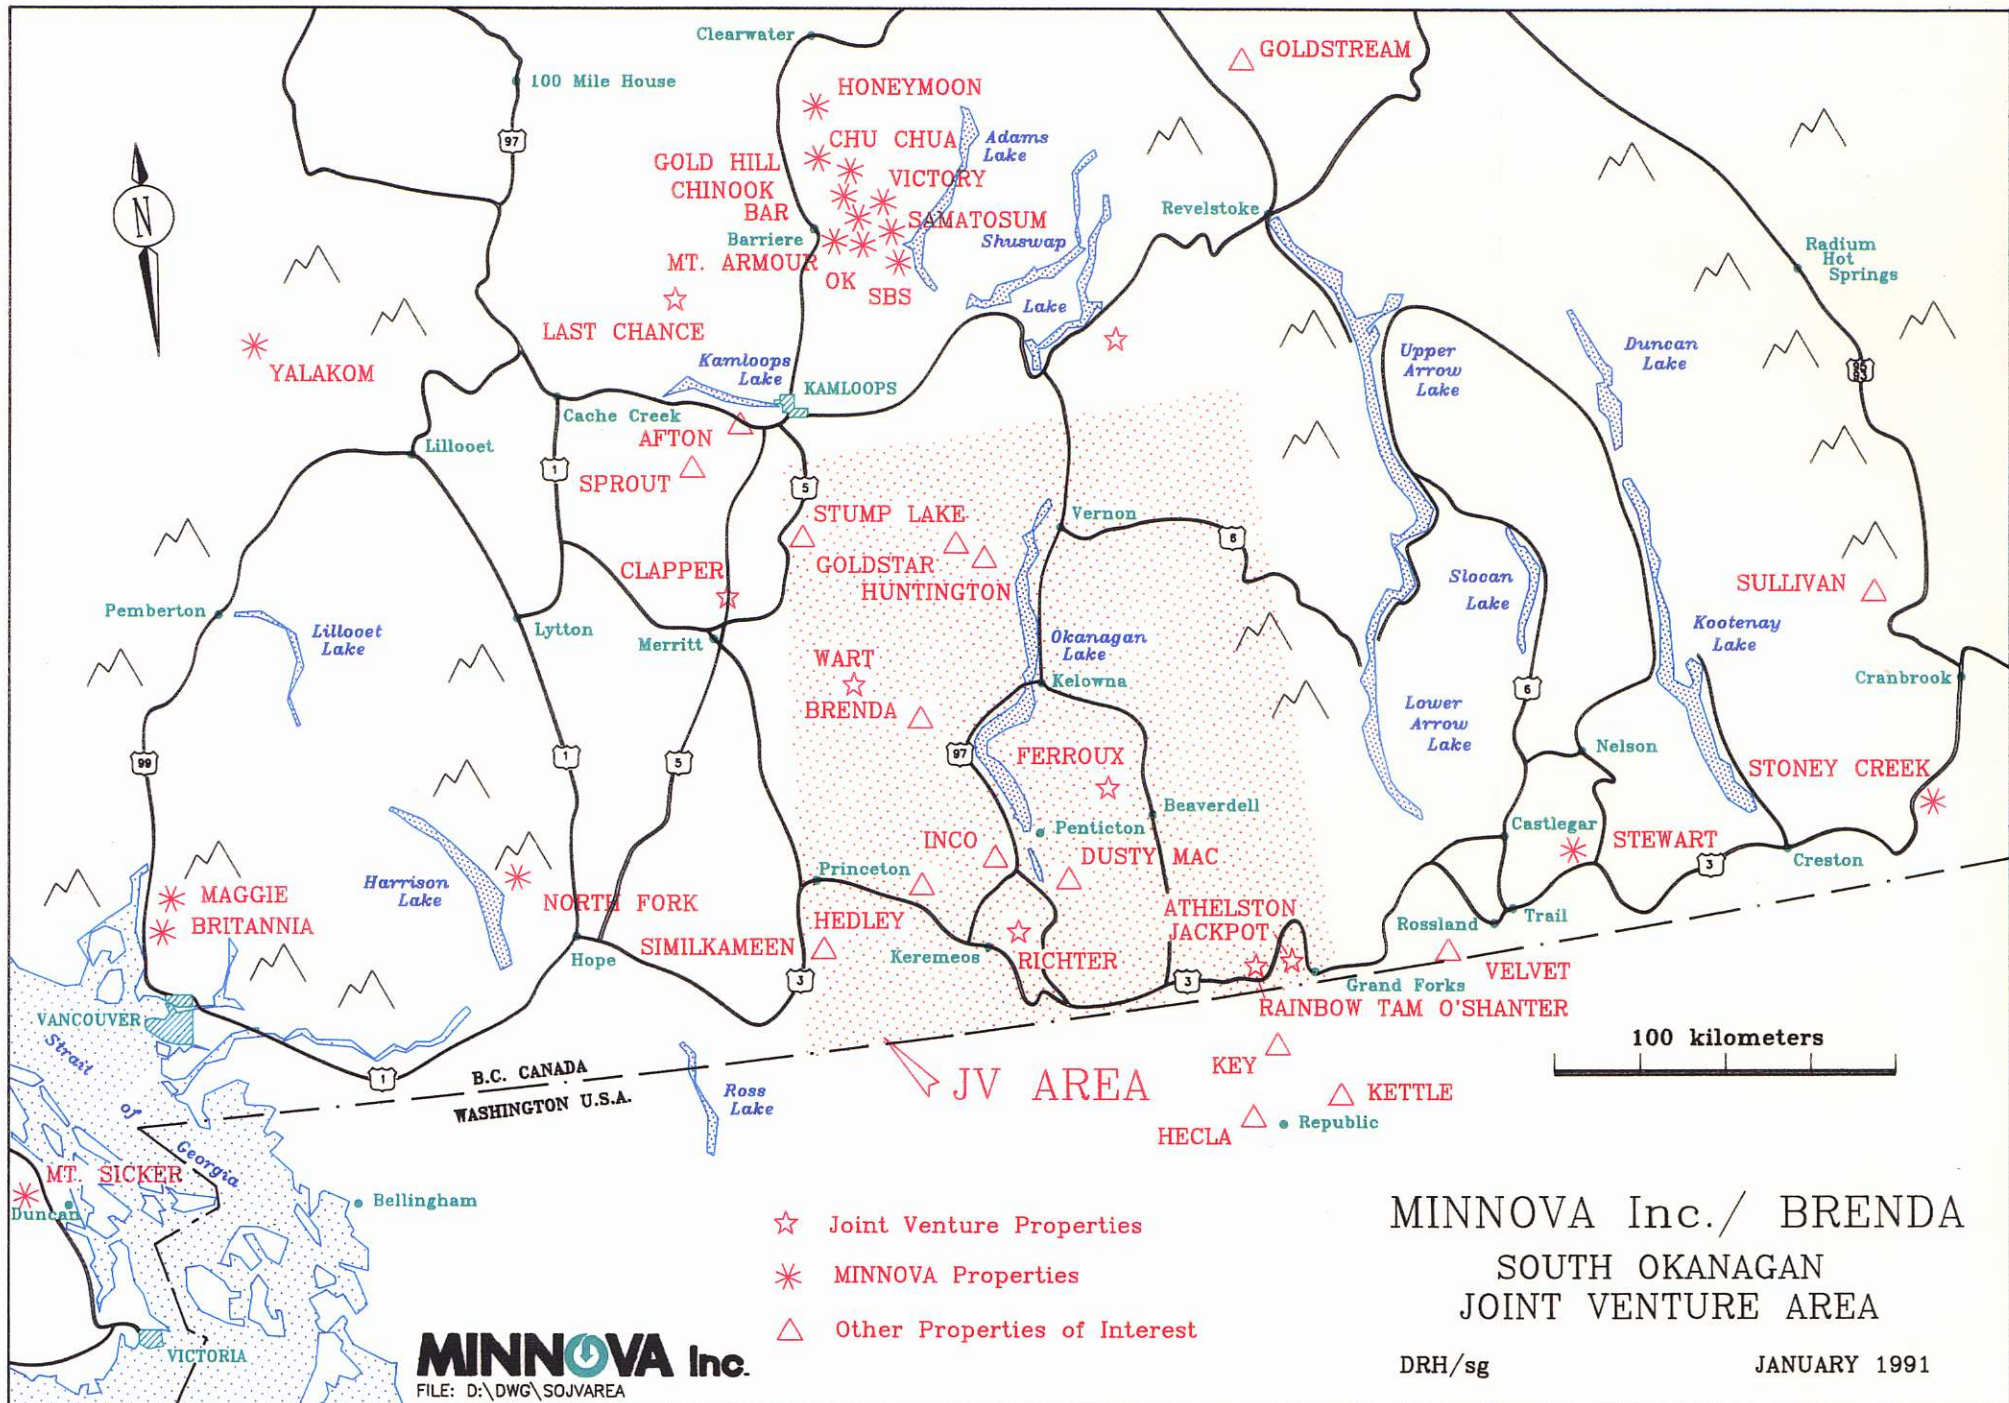 Clearwater
GOLDSTREAM
100 Mile House
HONEYMOON
97
CHU CHUA
Adams
Lake
GOLD HILL
VICTORY
CHINOOK
BAR
SAMATOSUM
Revelstoke
N
Barriere
Shuswap
Lake
MT. ARMOUR
OK
SBS
Radium
Hot
Springs
LAST CHANCE
YALAKOM
Kamloops
Lake
KAMLOOPS
Upper
Arrow
Lake
Duncan
Lake
95
93
Cache Creek
AFTON
Lillooet
1
SPROUT
5
STUMP LAKE
Vernon
6
GOLDSTAR
HUNTINGTON
CLAPPER
Slocan
Lake
SULLIVAN
Pemberton
Lillooet
Lake
Lytton
Merritt
Okanagan
Lake
Kootenay
Lake
WART
Kelowna
BRENDA
6
Cranbrook
Lower
Arrow
Lake
99
1
5
97
FERROUX
Nelson
STONEY CREEK
Beaverdell
Penticton
INCO
DUSTY MAC
Castlegar
STEWART
3
Creston
Princeton
Harrison
Lake
MAGGIE
BRITANNIA
NORTH FORK
HEDLEY
SIMILKAMEEN
ATHELSTON
JACKPOT
Rossland
Trail
Hope
Keremeos
RICHTER
3
3
Grand Forks
VELVET
RAINBOW TAM O'SHANTER
VANCOUVER
Strait
of
Georgia
1
B.C. CANADA
WASHINGTON U.S.A.
Ross
Lake
JV AREA
KEY
KETTLE
HECLA
Republic
100 kilometers
MT. SICKER
Duncan
Bellingham
VICTORIA
Joint Venture Properties
MINNOVA Properties
Other Properties of Interest
MINNOVA Inc.
FILE: D:\DWG\SOJVAREA
MINNOVA Inc./ BRENDA
SOUTH OKANAGAN
JOINT VENTURE AREA
DRH/sg
JANUARY 1991